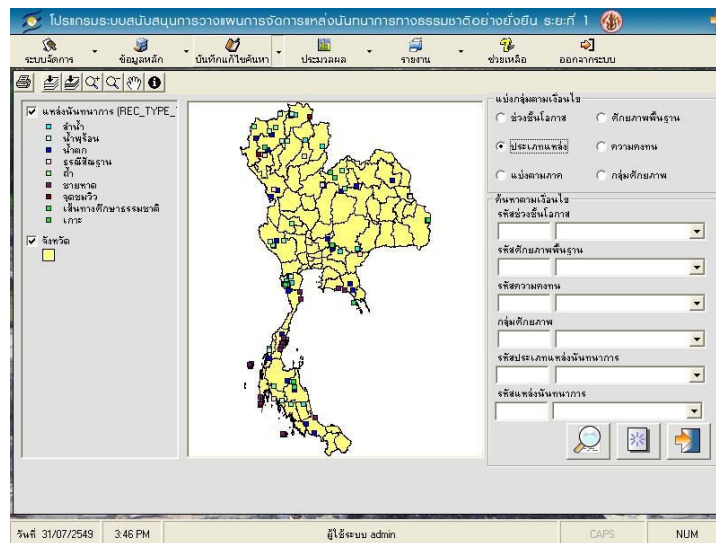 โปรแกรมระบบสนับสนุนการวางแผนการจัดการแหล่งนันทนาการทางธรรมชาติอย่างยั่งยืน ระยะที่ 1
ระบบจัดการ
ข้อมูลหลัก
บันทึกแก้ไขค้นหา
ประมวลผล
รายงาน
ช่วยเหลือ
ออกจากระบบ
แหล่งนันทนาการ (REC_TYPE_
ลำน้ำ
น้ำพุร้อน
น้ำตก
ธรณีสัณฐาน
ถ้ำ
ชายหาด
จุดชมวิว
เส้นทางศึกษาธรรมชาติ
เกาะ
จังหวัด
แบ่งกลุ่มตามเงื่อนไข
ช่วงชั้นโอกาส
ศักยภาพพื้นฐาน
ประเภทแหล่ง
ความคงทน
แบ่งตามภาค
กลุ่มศักยภาพ
ค้นหาตามเงื่อนไข
รหัสช่วงชั้นโอกาส
รหัสศักยภาพพื้นฐาน
รหัสความคงทน
กลุ่มศักยภาพ
รหัสประเภทแหล่งนันทนาการ
รหัสแหล่งนันทนาการ
วันที่ 31/07/2549
3:46 PM
ผู้ใช้ระบบ admin
CAPS
NUM